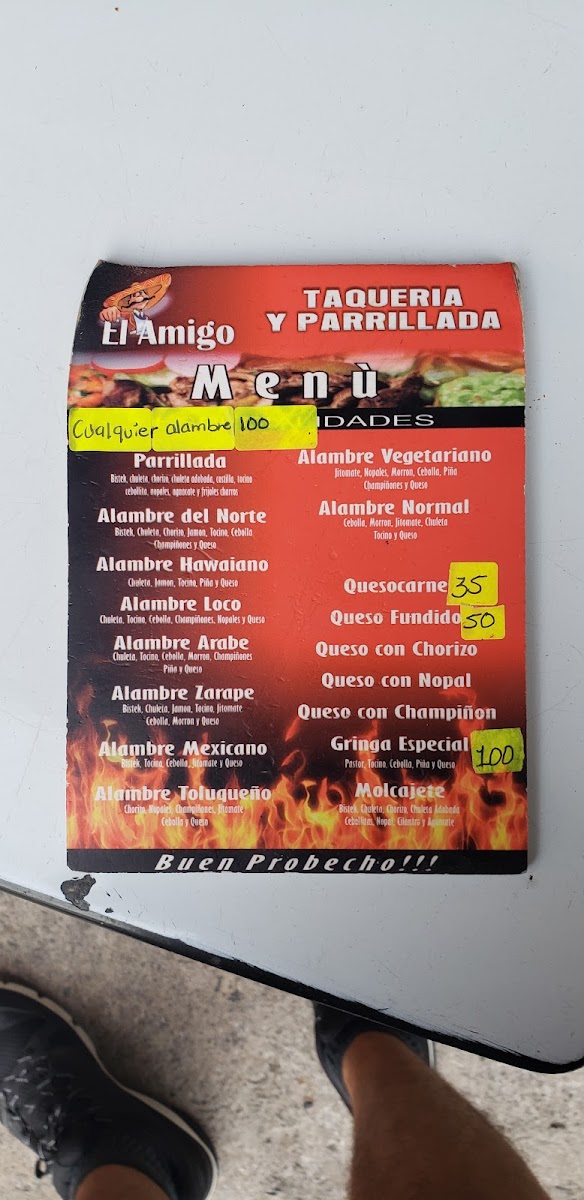 El Amigo
TAQUERIA
Y PARRILLADA
Menù
Cualquier alambre 100
IDADES
Parrillada
Bistek, chuleta, chorizo, chuleta adobada, costilla, tocino
cebollita, nopales, aguacate y frijoles charros
Alambre del Norte
Bistek, Chuleta, Chorizo, Jamon, Tocino, Cebolla
Champiñones y Queso
Alambre Hawaiano
Chuleta, Jamon, Tocino, Piña y Queso
Alambre Loco
Chuleta, Tocino, Cebolla, Champiñones, Nopales y Queso
Alambre Arabe
Chuleta, Tocino, Cebolla, Morron, Champiñones
Piña y Queso
Alambre Zarape
Bistek, Chuleta, Jamon, Tocino, Jitomate
Cebolla, Morron y Queso
Alambre Mexicano
Bistek, Tocino, Cebolla, Jitomate y Queso
Alambre Toluqueño
Chorizo, Nopales, Champiñones, Jitomate
Cebolla y Queso
Alambre Vegetariano
Jitomate, Nopales, Morron, Cebolla, Piña
Champiñones y Queso
Alambre Normal
Cebolla, Morron, Jitomate, Chuleta
Tocino y Queso
Quesocarne 35
Queso Fundido 50
Queso con Chorizo
Queso con Nopal
Queso con Champiñon
Gringa Especial 100
Pastor, Tocino, Cebolla, Piña y Queso
Molcajete
Bistek, Chuleta, Chorizo, Chuleta Adobada
Cebollitas, Nopal, Cilantro y Aguacate
Buen Probecho!!!